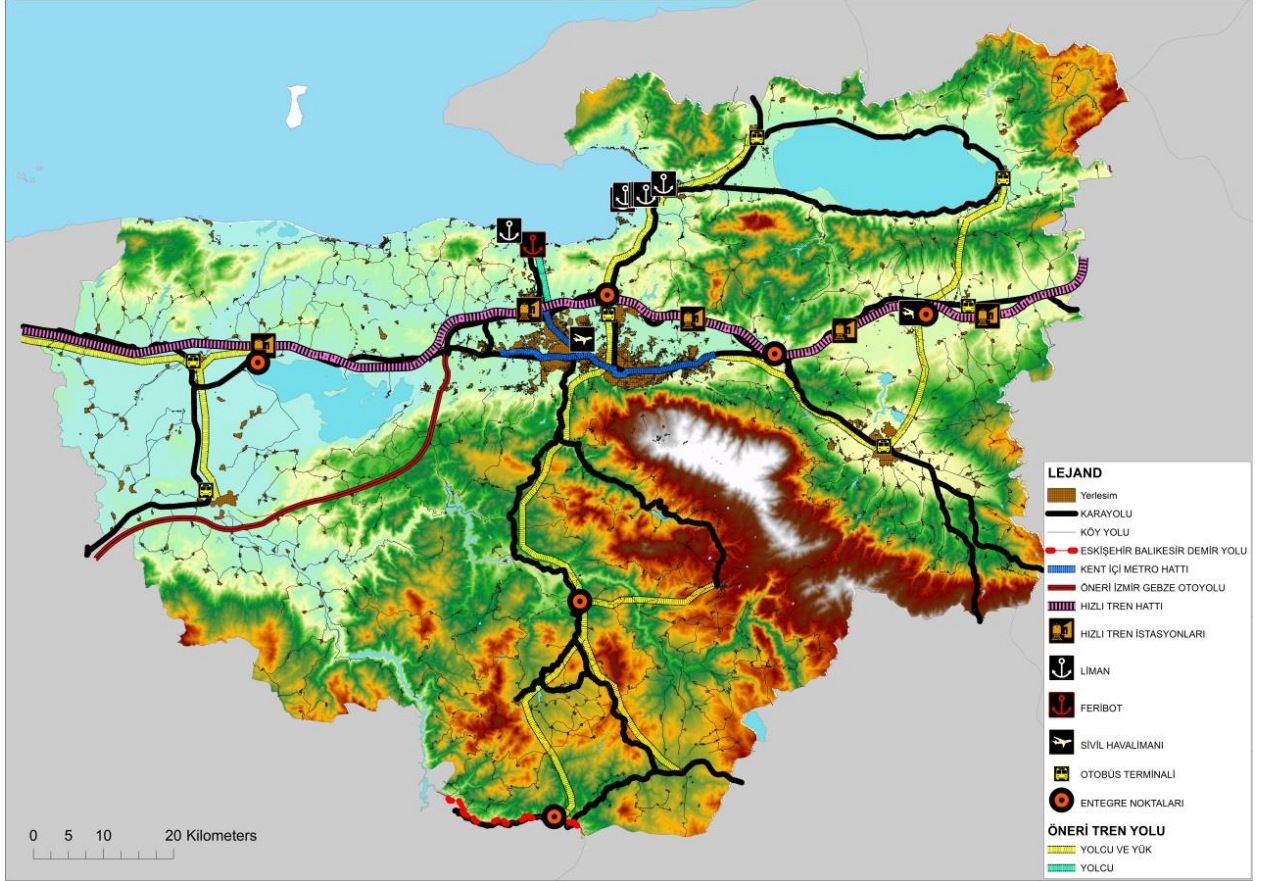 LEJAND
Yerlesim
KARAYOLU
KÖY YOLU
ESKİŞEHİR BALIKESİR DEMİR YOLU
KENT İÇİ METRO HATTI
ÖNERİ İZMİR GEBZE OTOYOLU
HIZLI TREN HATTI
HIZLI TREN İSTASYONLARI
LİMAN
FERİBOT
SİVİL HAVALİMANI
OTOBÜS TERMİNALİ
ENTEGRE NOKTALARI
ÖNERİ TREN YOLU
YOLCU VE YÜK
YOLCU
0 5 10 20 Kilometers